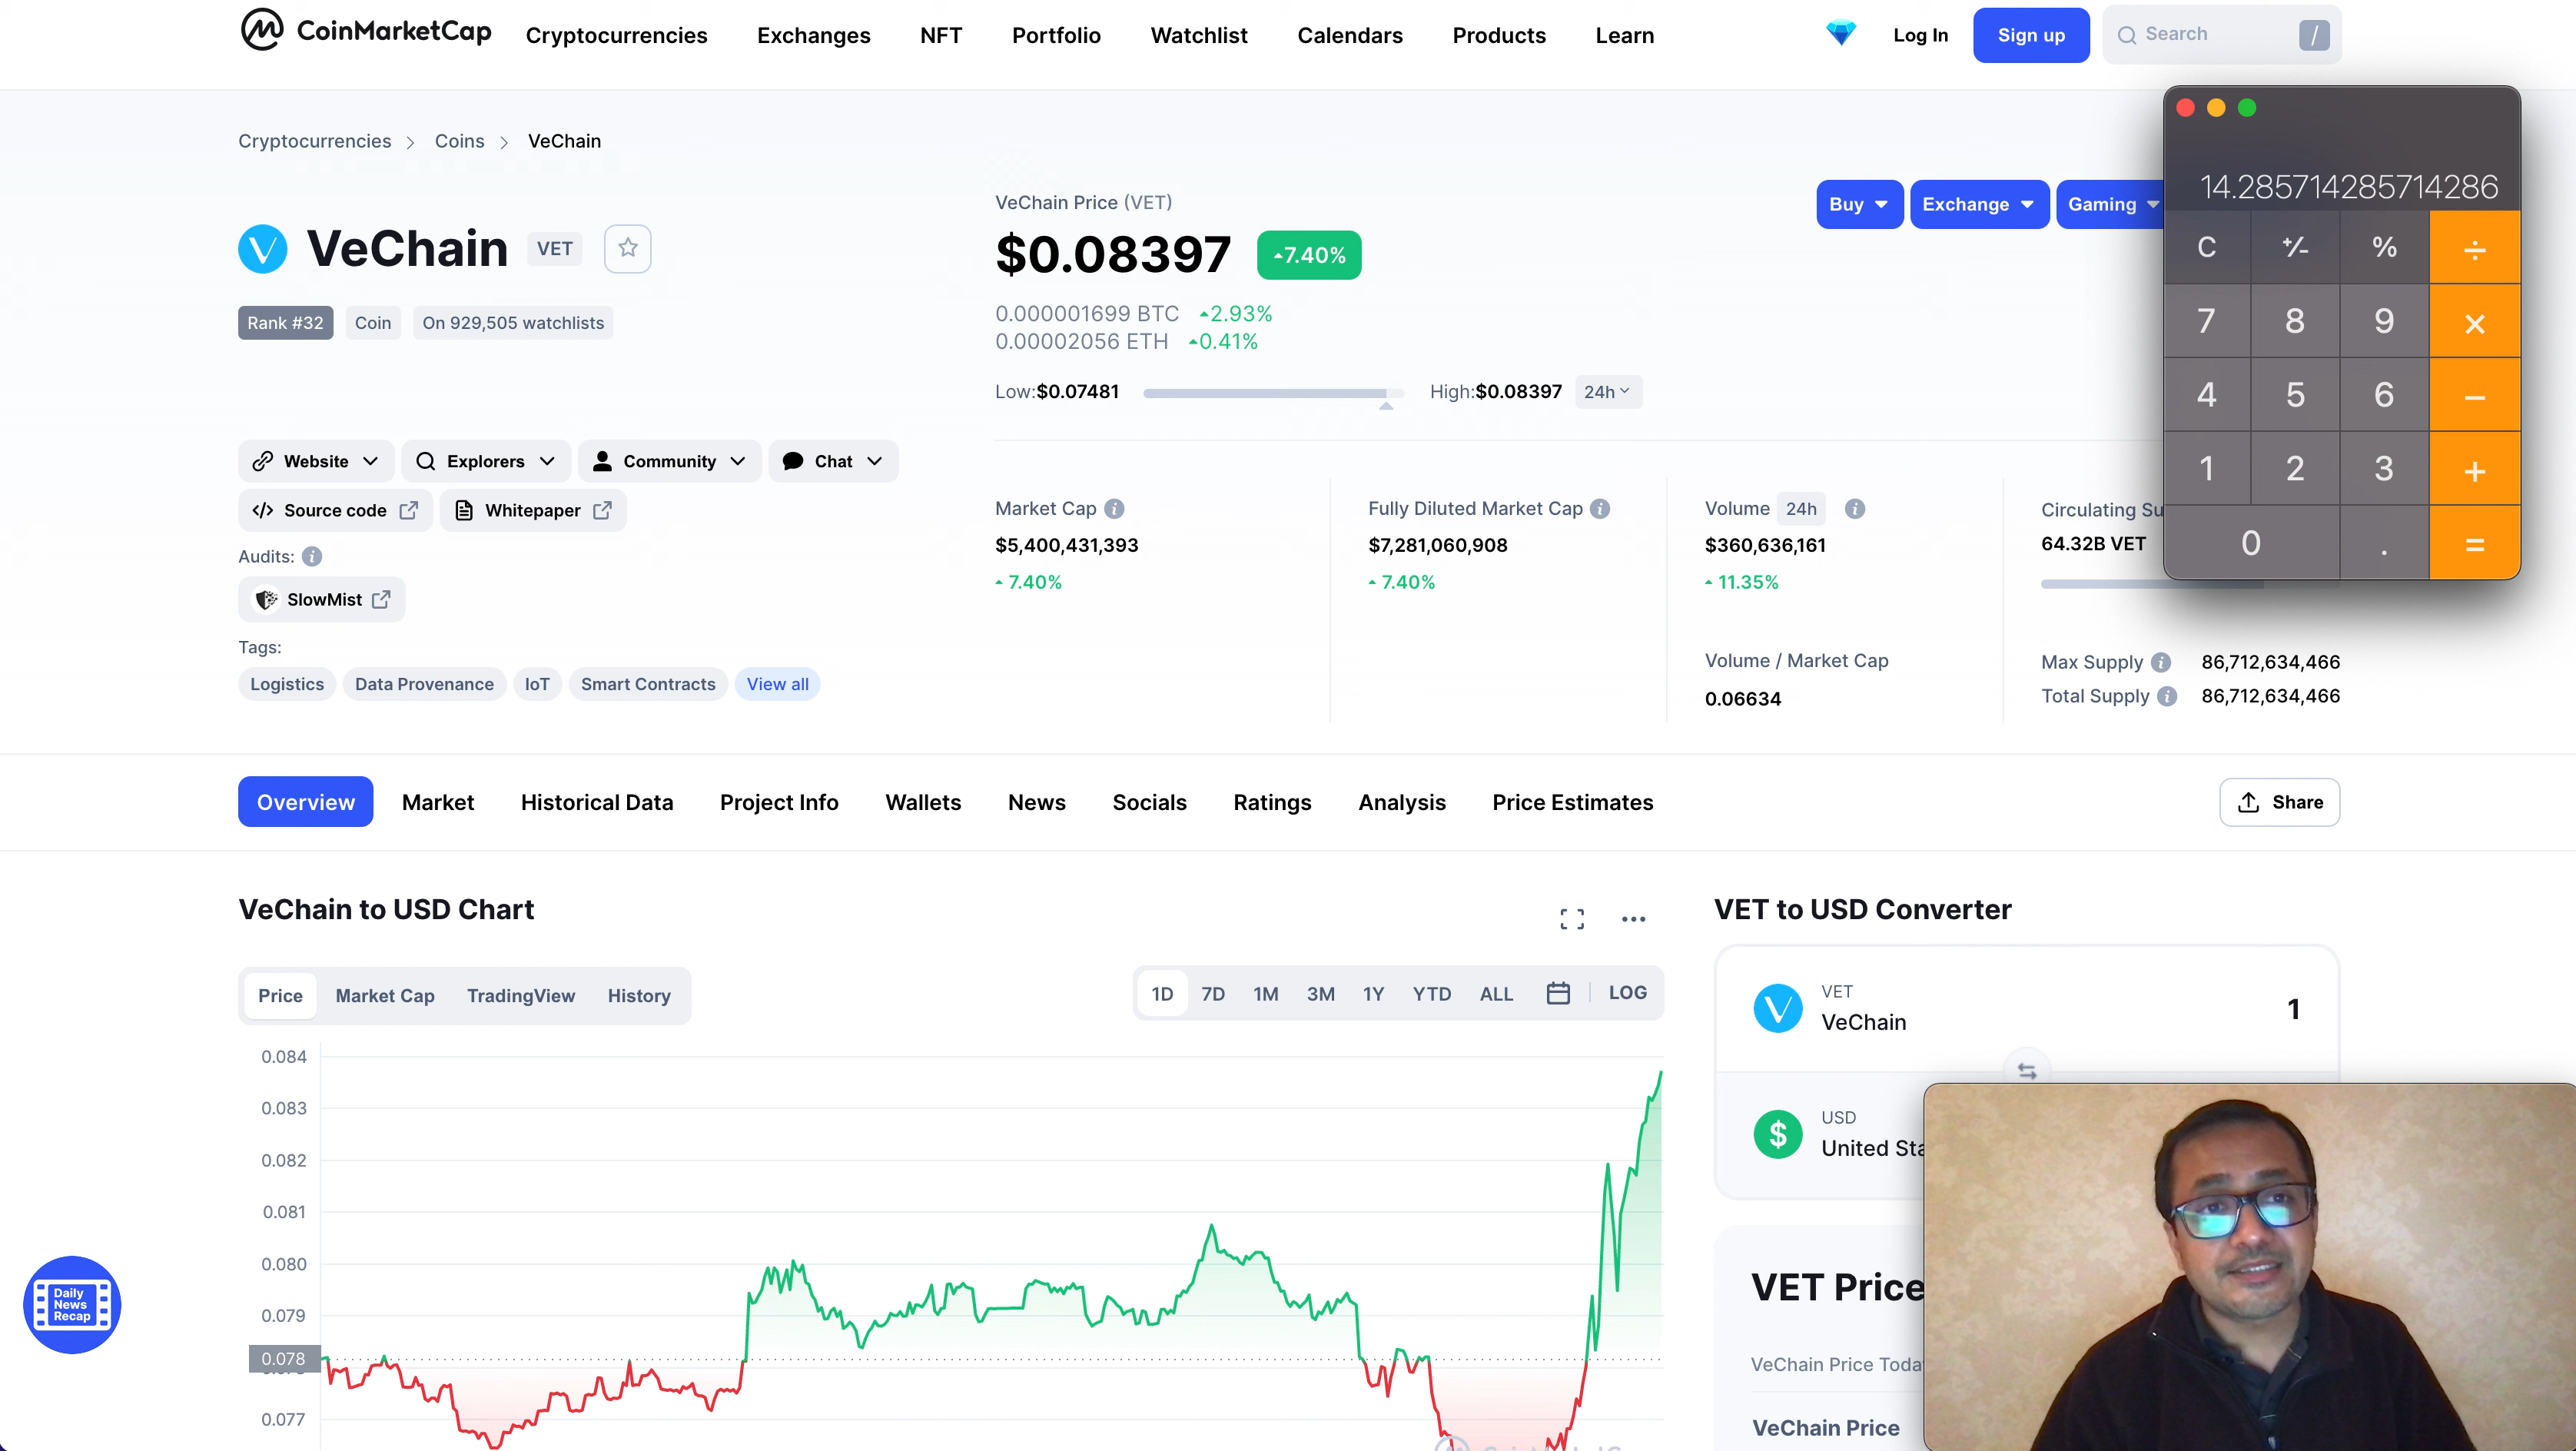 CoinMarketCap Cryptocurrencies Exchanges NFT Portfolio Watchlist Calendars Products Learn Log In Sign up Search /
Cryptocurrencies > Coins > VeChain
VeChain VET
Rank #32 Coin On 929,505 watchlists
Website Explorers Community Chat
Source code Whitepaper
Audits:
SlowMist
Tags:
Logistics Data Provenance IoT Smart Contracts View all
VeChain Price (VET)
$0.08397 7.40%
0.000001699 BTC 2.93%
0.00002056 ETH 0.41%
Low:$0.07481 High:$0.08397 24h
Buy Exchange Gaming
Market Cap
$5,400,431,393
7.40%
Fully Diluted Market Cap
$7,281,060,908
7.40%
Volume 24h
$360,636,161
11.35%
Volume / Market Cap
0.06634
Circulating Su
64.32B VET
Max Supply 86,712,634,466
Total Supply 86,712,634,466
14.285714285714286
C +/- % ÷
7 8 9 ×
4 5 6 −
1 2 3 +
0 . =
Overview Market Historical Data Project Info Wallets News Socials Ratings Analysis Price Estimates Share
VeChain to USD Chart
Price Market Cap TradingView History
1D 7D 1M 3M 1Y YTD ALL LOG
0.084
0.083
0.082
0.081
0.080
0.079
0.078
0.077
VET to USD Converter
VET
VeChain
1
USD
United Sta
VET Price
VeChain Price Toda
VeChain Price
Daily
News
Recap